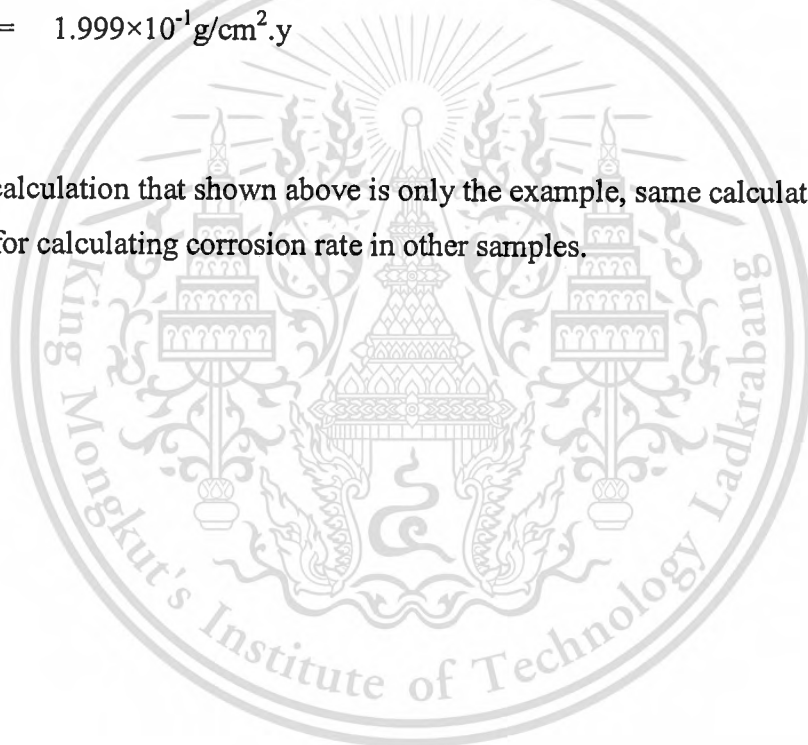 = 1.999×10⁻¹g/cm².y
calculation that shown above is only the example, same calculat
for calculating corrosion rate in other samples.
King Mongkut's Institute of Technology Ladkrabang